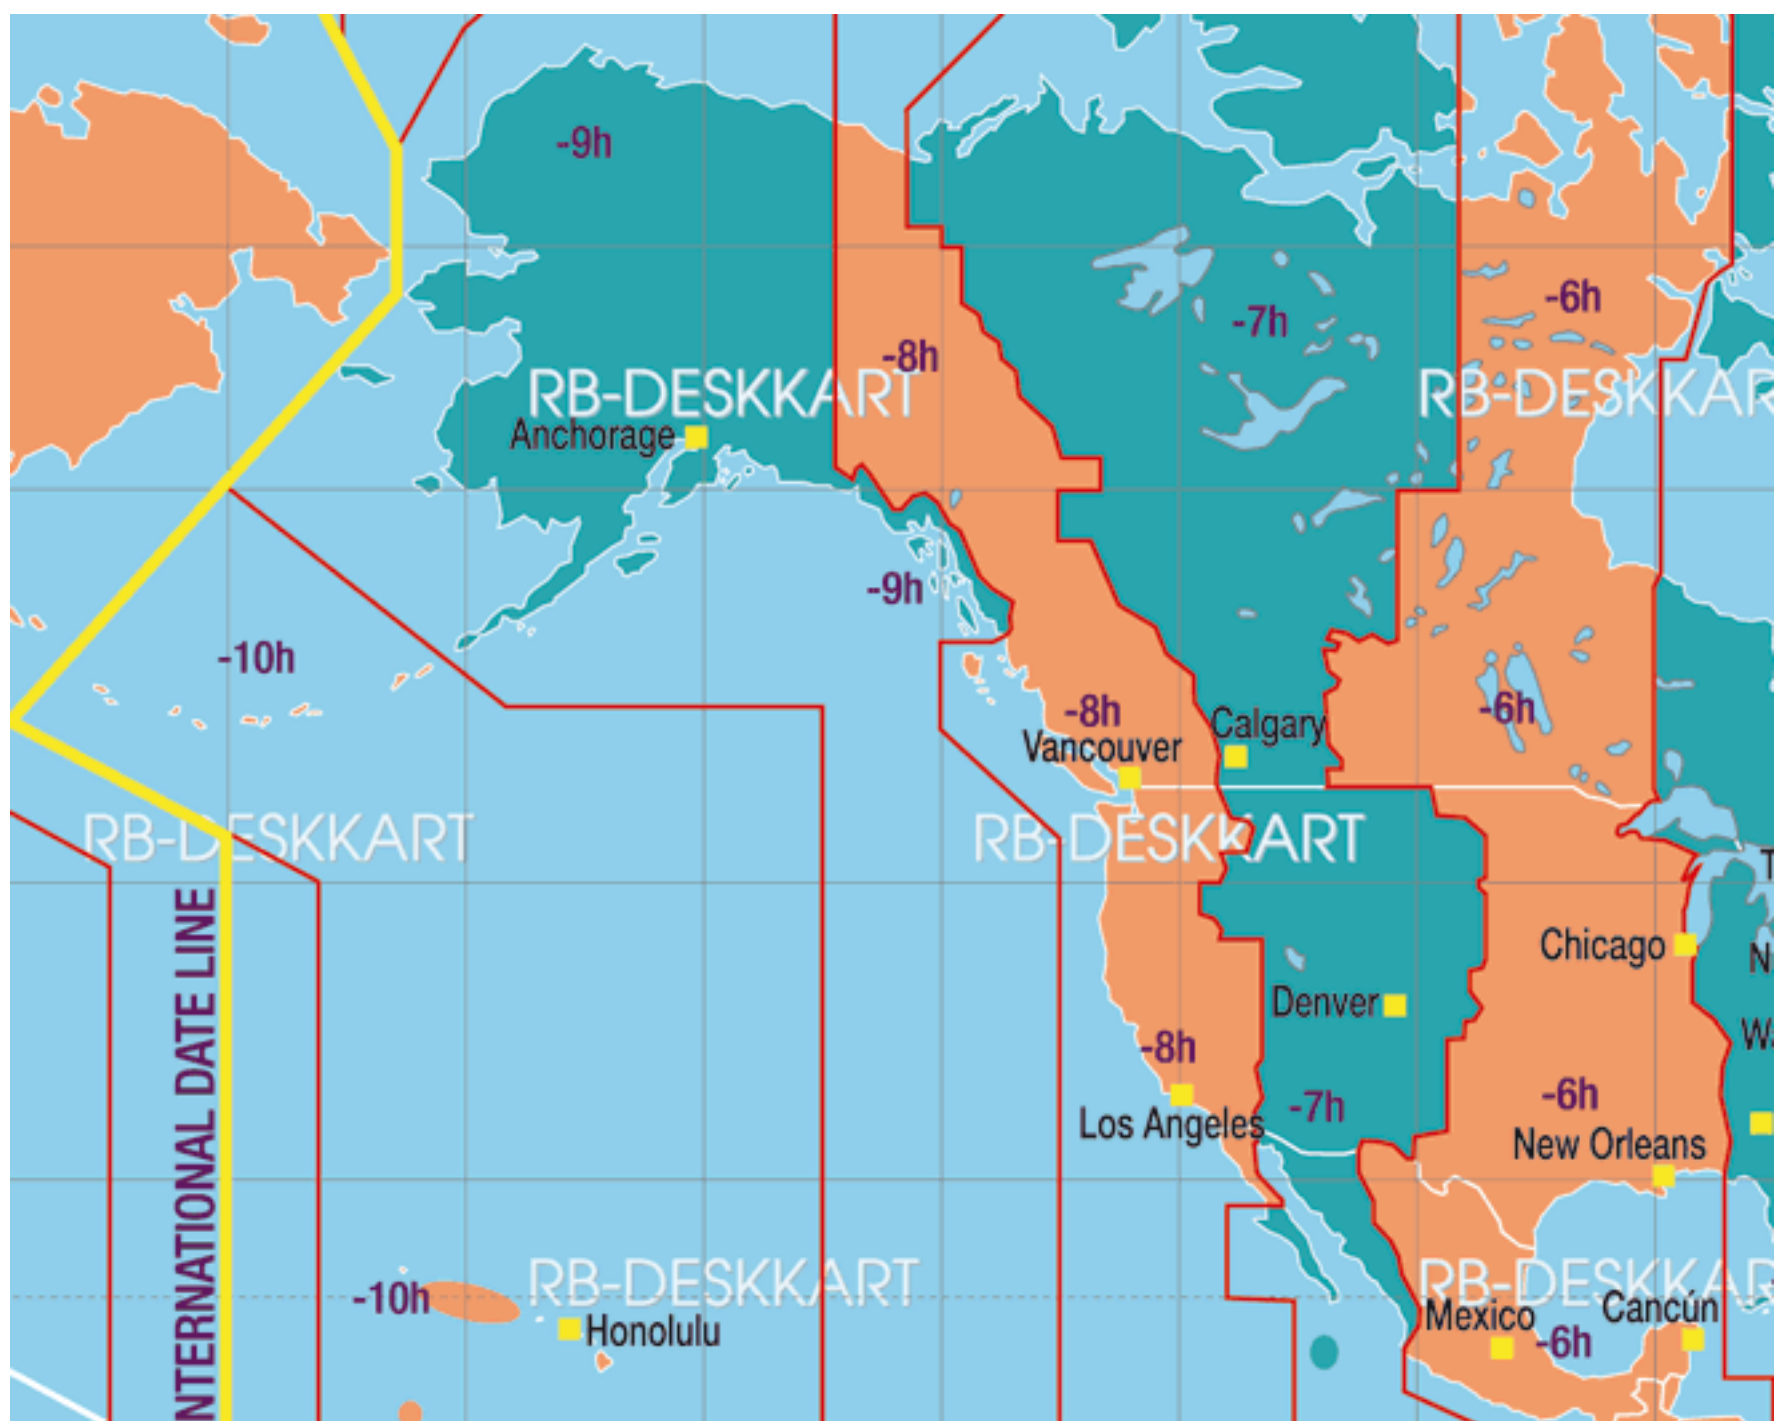 -9h
-6h
-7h
-8h
RB-DESKKART
RB-DESKKAR
Anchorage
-9h
-10h
-8h
-6h
Calgary
Vancouver
RB-DESKKART
RB-DESKKART
Chicago
Denver
-8h
-6h
-7h
Los Angeles
New Orleans
NTERNATIONAL DATE LINE
RB-DESKKART
RB-DESKKAR
-10h
Honolulu
Mexico
Cancún
-6h